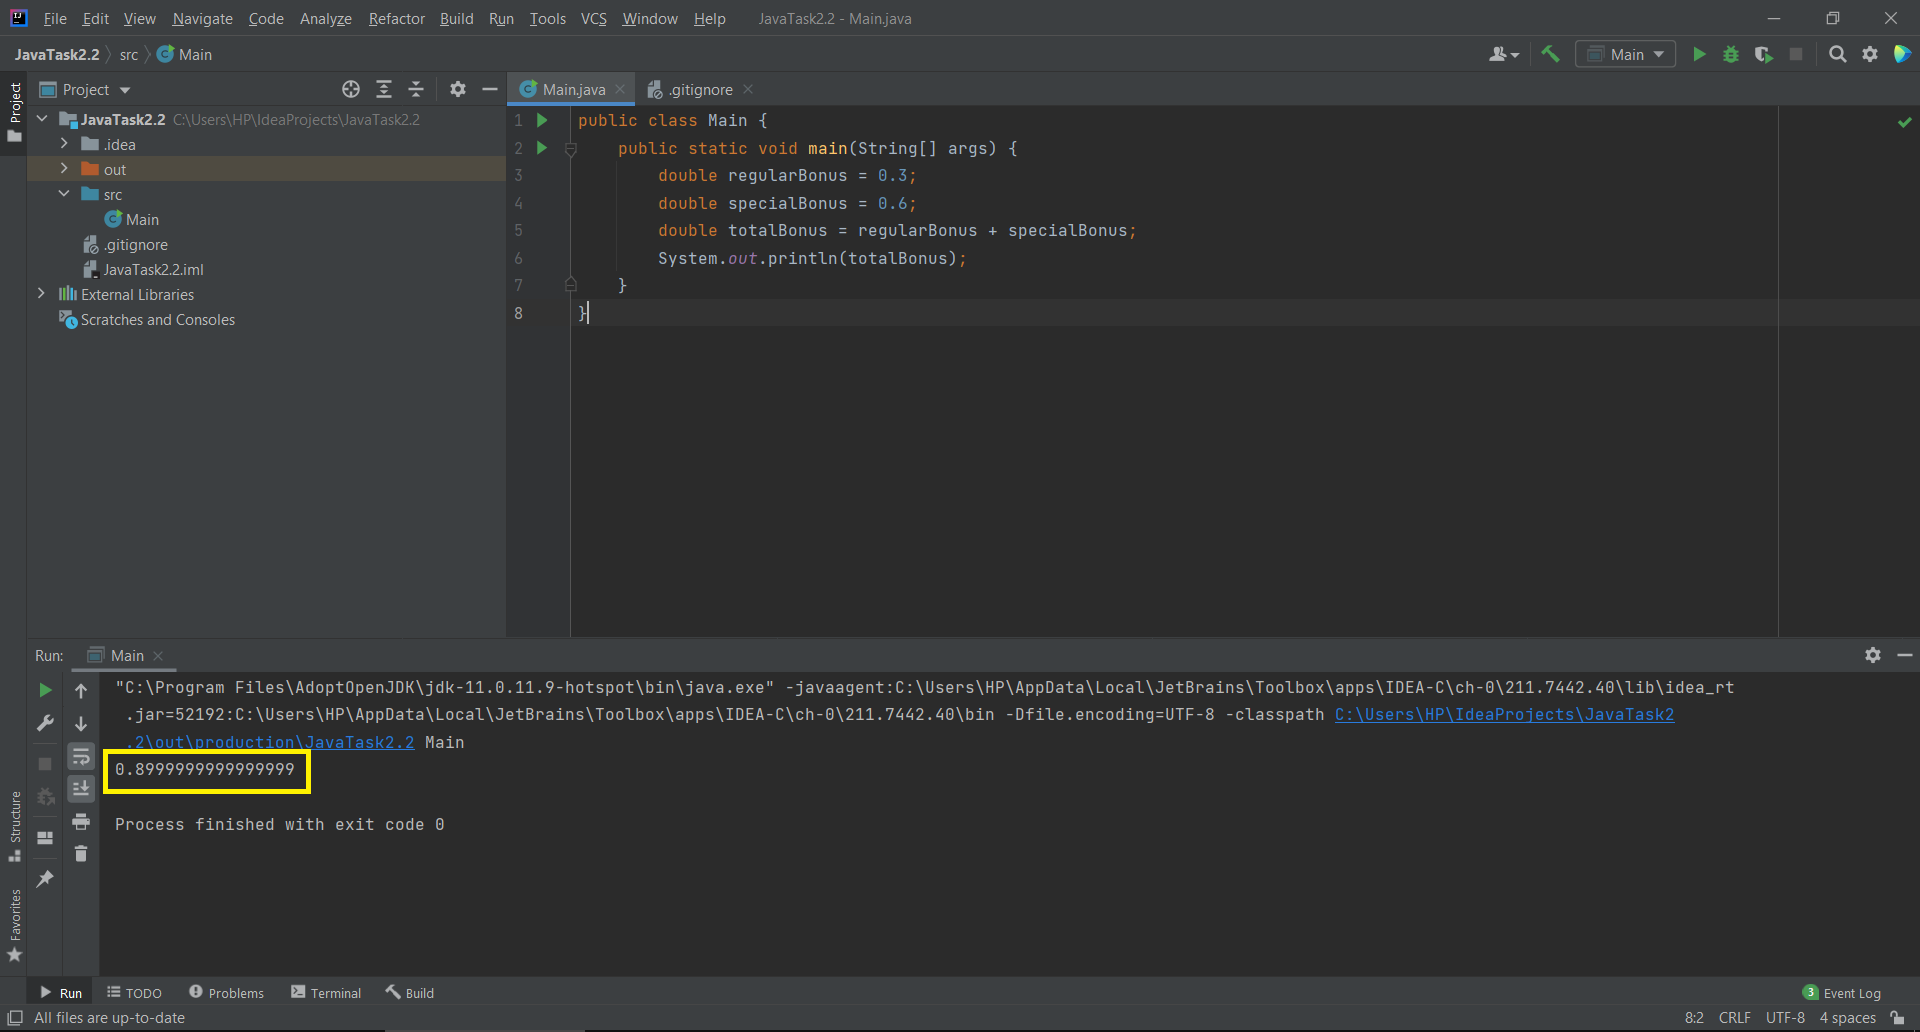 File Edit View Navigate Code Analyze Refactor Build Run Tools VCS Window Help JavaTask2.2 - Main.java
JavaTask2.2 src Main
Main
Project
Project
Main.java
.gitignore
JavaTask2.2 C:\Users\HP\IdeaProjects\JavaTask2.2
.idea
out
src
Main
.gitignore
JavaTask2.2.iml
External Libraries
Scratches and Consoles
1 public class Main {
2 public static void main(String[] args) {
3 double regularBonus = 0.3;
4 double specialBonus = 0.6;
5 double totalBonus = regularBonus + specialBonus;
6 System.out.println(totalBonus);
7 }
8 }
Run: Main
"C:\Program Files\AdoptOpenJDK\jdk-11.0.11.9-hotspot\bin\java.exe" -javaagent:C:\Users\HP\AppData\Local\JetBrains\Toolbox\apps\IDEA-C\ch-0\211.7442.40\lib\idea_rt
.jar=52192:C:\Users\HP\AppData\Local\JetBrains\Toolbox\apps\IDEA-C\ch-0\211.7442.40\bin -Dfile.encoding=UTF-8 -classpath C:\Users\HP\IdeaProjects\JavaTask2
.2\out\production\JavaTask2.2 Main
0.8999999999999999
Process finished with exit code 0
Structure
Favorites
Run TODO Problems Terminal Build
3 Event Log
All files are up-to-date
8:2 CRLF UTF-8 4 spaces